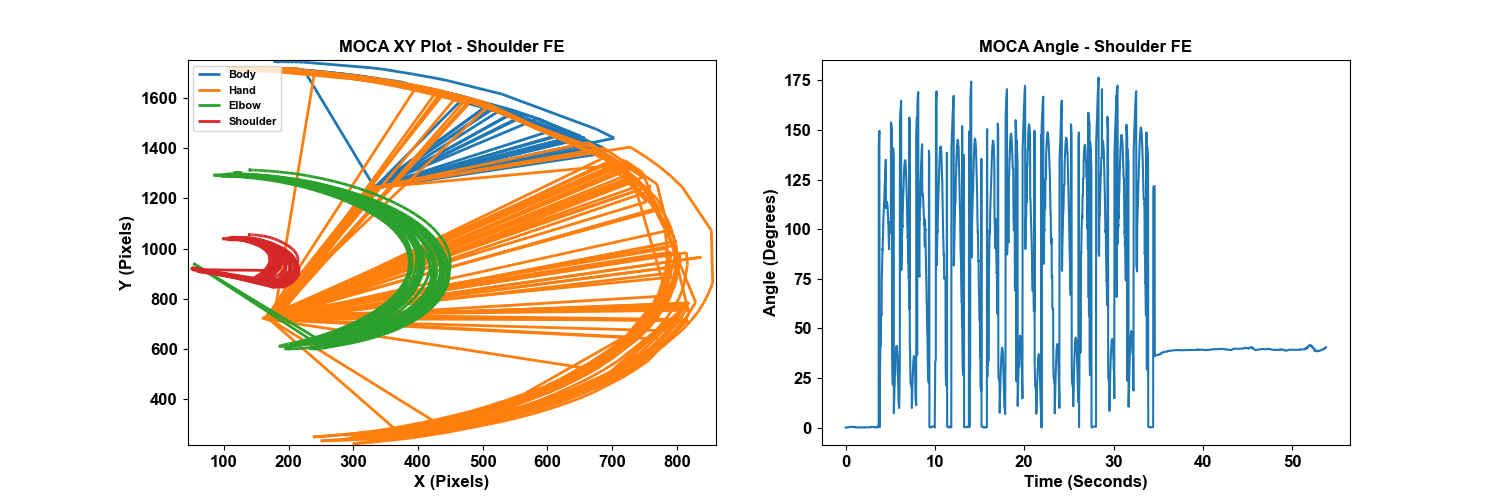 MOCA XY Plot - Shoulder FE
Body
Hand
Elbow
Shoulder
1600
1400
1200
1000
800
600
400
Y (Pixels)
100 200 300 400 500 600 700 800
X (Pixels)
MOCA Angle - Shoulder FE
175
150
125
100
75
50
25
0
Angle (Degrees)
0 10 20 30 40 50
Time (Seconds)